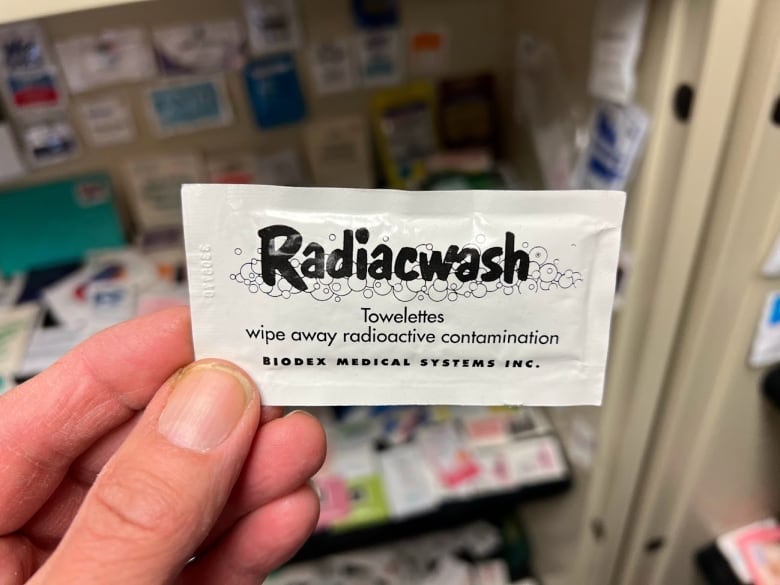 Radiacwash
Towelettes
wipe away radioactive contamination
BIODEX MEDICAL SYSTEMS INC.